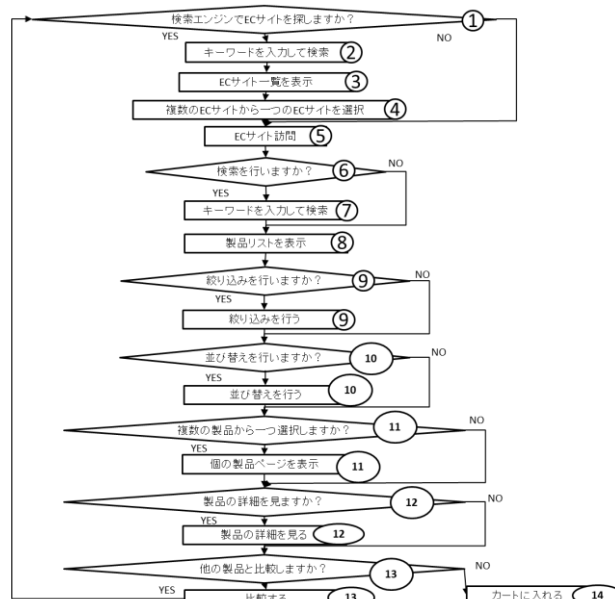 検索エンジンでECサイトを探しますか？ ①
YES NO
キーワードを入力して検索 ②
ECサイト一覧を表示 ③
複数のECサイトから一つのECサイトを選択 ④
ECサイト訪問 ⑤
検索を行いますか？ ⑥ NO
YES
キーワードを入力して検索 ⑦
製品リストを表示 ⑧
絞り込みを行いますか？ ⑨ NO
YES
絞り込みを行う ⑨
並び替えを行いますか？ 10 NO
YES
並び替えを行う 10
複数の製品から一つ選択しますか？ 11 NO
YES
個の製品ページを表示 11
製品の詳細を見ますか？ 12 NO
YES
製品の詳細を見る 12
他の製品と比較しますか？ 13 NO
YES 比較する 13 カートに入れる 14